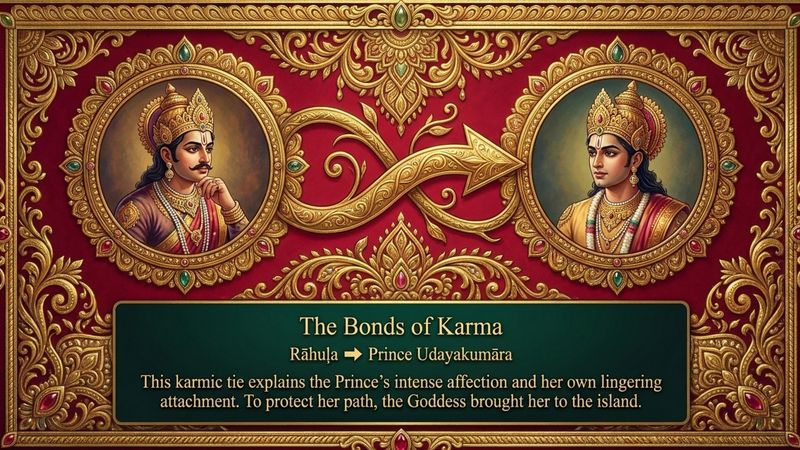 The Bonds of Karma
Rāhuḷa ➡ Prince Udayakumāra
This karmic tie explains the Prince’s intense affection and her own lingering
attachment. To protect her path, the Goddess brought her to the island.